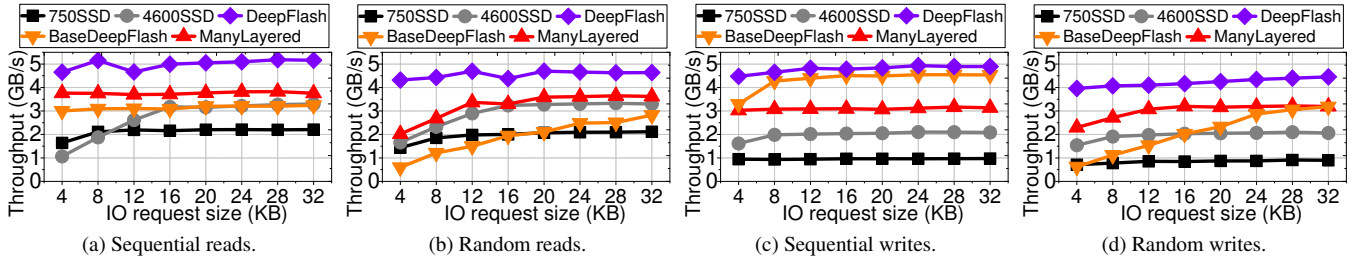 750SSD 4600SSD DeepFlash
BaseDeepFlash ManyLayered
Throughput (GB/s)
5
4
3
2
1
0
4 8 12 16 20 24 28 32
IO request size (KB)
(a) Sequential reads.
750SSD 4600SSD DeepFlash
BaseDeepFlash ManyLayered
Throughput (GB/s)
5
4
3
2
1
0
4 8 12 16 20 24 28 32
IO request size (KB)
(b) Random reads.
750SSD 4600SSD DeepFlash
BaseDeepFlash ManyLayered
Throughput (GB/s)
5
4
3
2
1
0
4 8 12 16 20 24 28 32
IO request size (KB)
(c) Sequential writes.
750SSD 4600SSD DeepFlash
BaseDeepFlash ManyLayered
Throughput (GB/s)
5
4
3
2
1
0
4 8 12 16 20 24 28 32
IO request size (KB)
(d) Random writes.